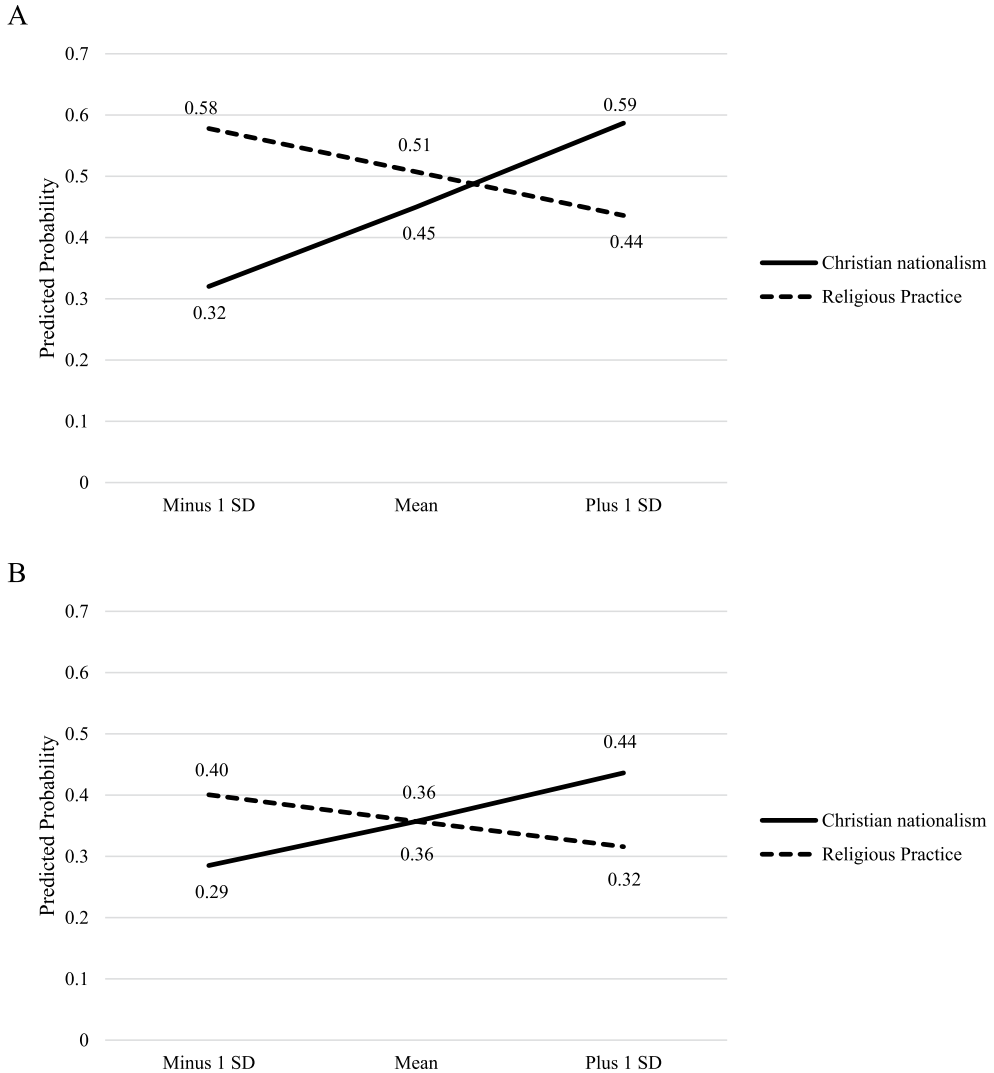 A
0.7
0.6
0.5
0.4
0.3
0.2
0.1
0
Predicted Probability
0.58
0.51
0.44
0.32
0.45
0.59
Minus 1 SD
Mean
Plus 1 SD
Christian nationalism
Religious Practice
B
0.7
0.6
0.5
0.4
0.3
0.2
0.1
0
Predicted Probability
0.40
0.36
0.44
0.29
0.36
0.32
Minus 1 SD
Mean
Plus 1 SD
Christian nationalism
Religious Practice